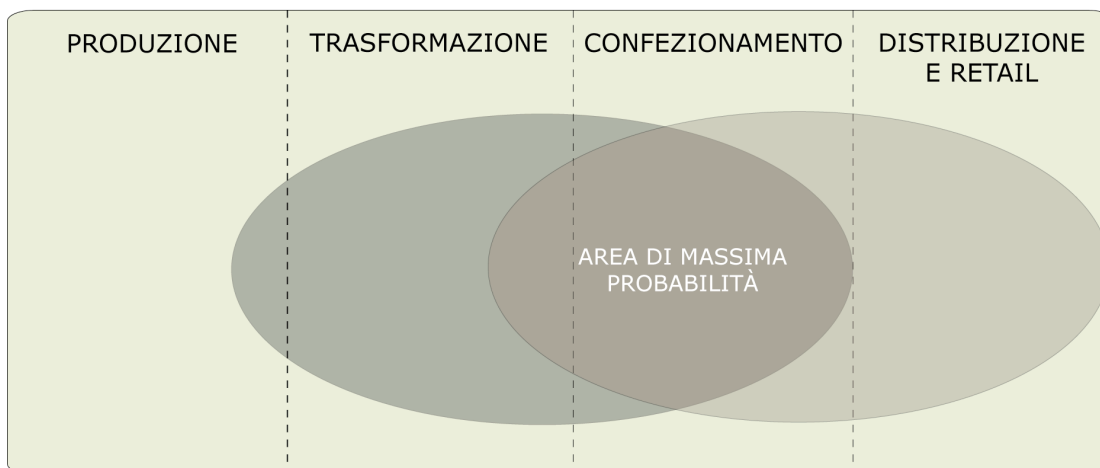 PRODUZIONE
TRASFORMAZIONE
CONFEZIONAMENTO
DISTRIBUZIONE
E RETAIL
AREA DI MASSIMA
PROBABILITÀ